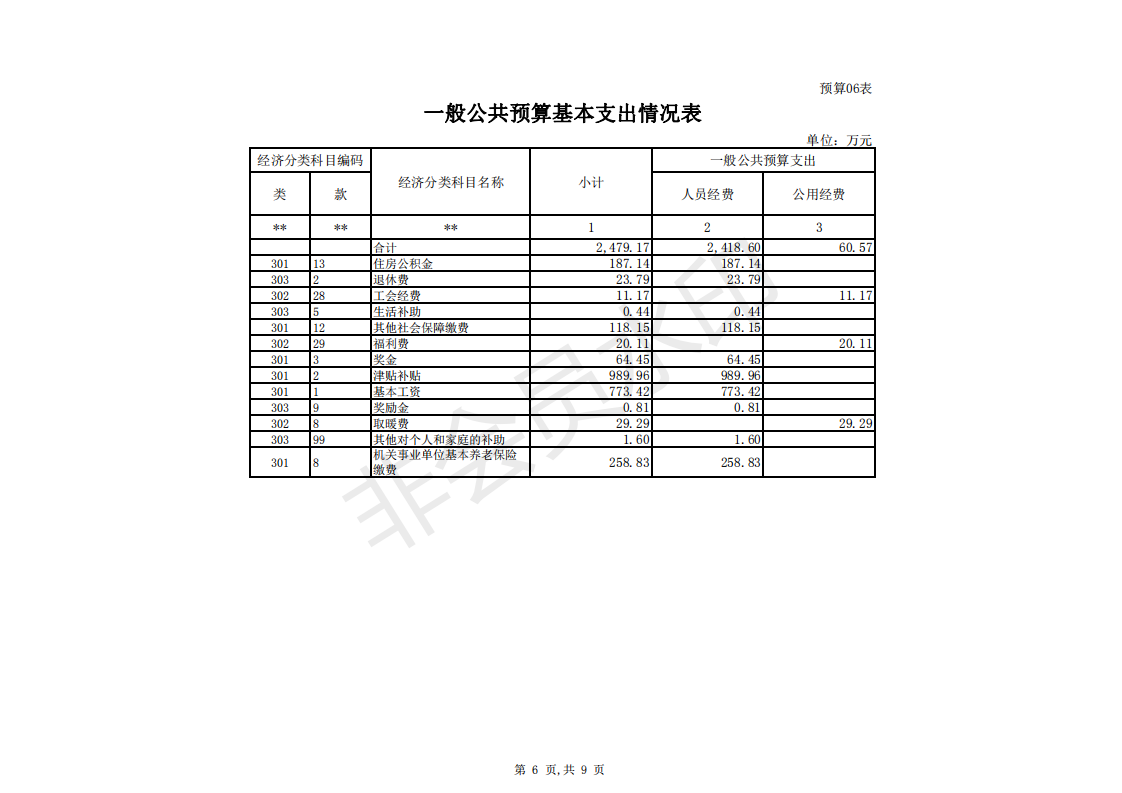 预算06表
一般公共预算基本支出情况表
单位：万元
经济分类科目编码 经济分类科目名称 小计 一般公共预算支出
类 款 人员经费 公用经费
** ** ** 1 2 3
合计 2,479.17 2,418.60 60.57
301 13 住房公积金 187.14 187.14
303 2 退休费 23.79 23.79
302 28 工会经费 11.17 11.17
303 5 生活补助 0.44 0.44
301 12 其他社会保障缴费 118.15 118.15
302 29 福利费 20.11 20.11
301 3 奖金 64.45 64.45
301 2 津贴补贴 989.96 989.96
301 1 基本工资 773.42 773.42
303 9 奖励金 0.81 0.81
302 8 取暖费 29.29 29.29
303 99 其他对个人和家庭的补助 1.60 1.60
301 8 机关事业单位基本养老保险 258.83 258.83
缴费
非会员水印
第 6 页,共 9 页